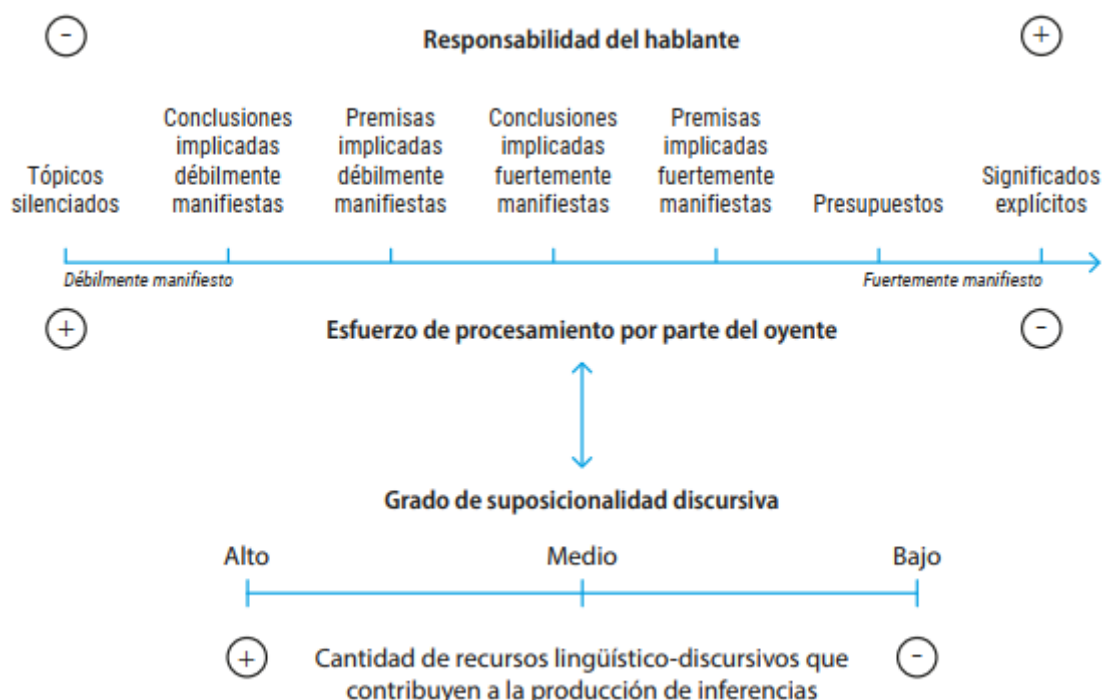 -
Responsabilidad del hablante
+
Tópicos
silenciados
Conclusiones
implicadas
débilmente
manifiestas
Premisas
implicadas
débilmente
manifiestas
Conclusiones
implicadas
fuertemente
manifiestas
Premisas
implicadas
fuertemente
manifiestas
Presupuestos
Significados
explícitos
Débilmente manifiesto
Fuertemente manifiesto
+
Esfuerzo de procesamiento por parte del oyente
-
Grado de suposicionalidad discursiva
Alto
Medio
Bajo
+
Cantidad de recursos lingüístico-discursivos que
contribuyen a la producción de inferencias
-